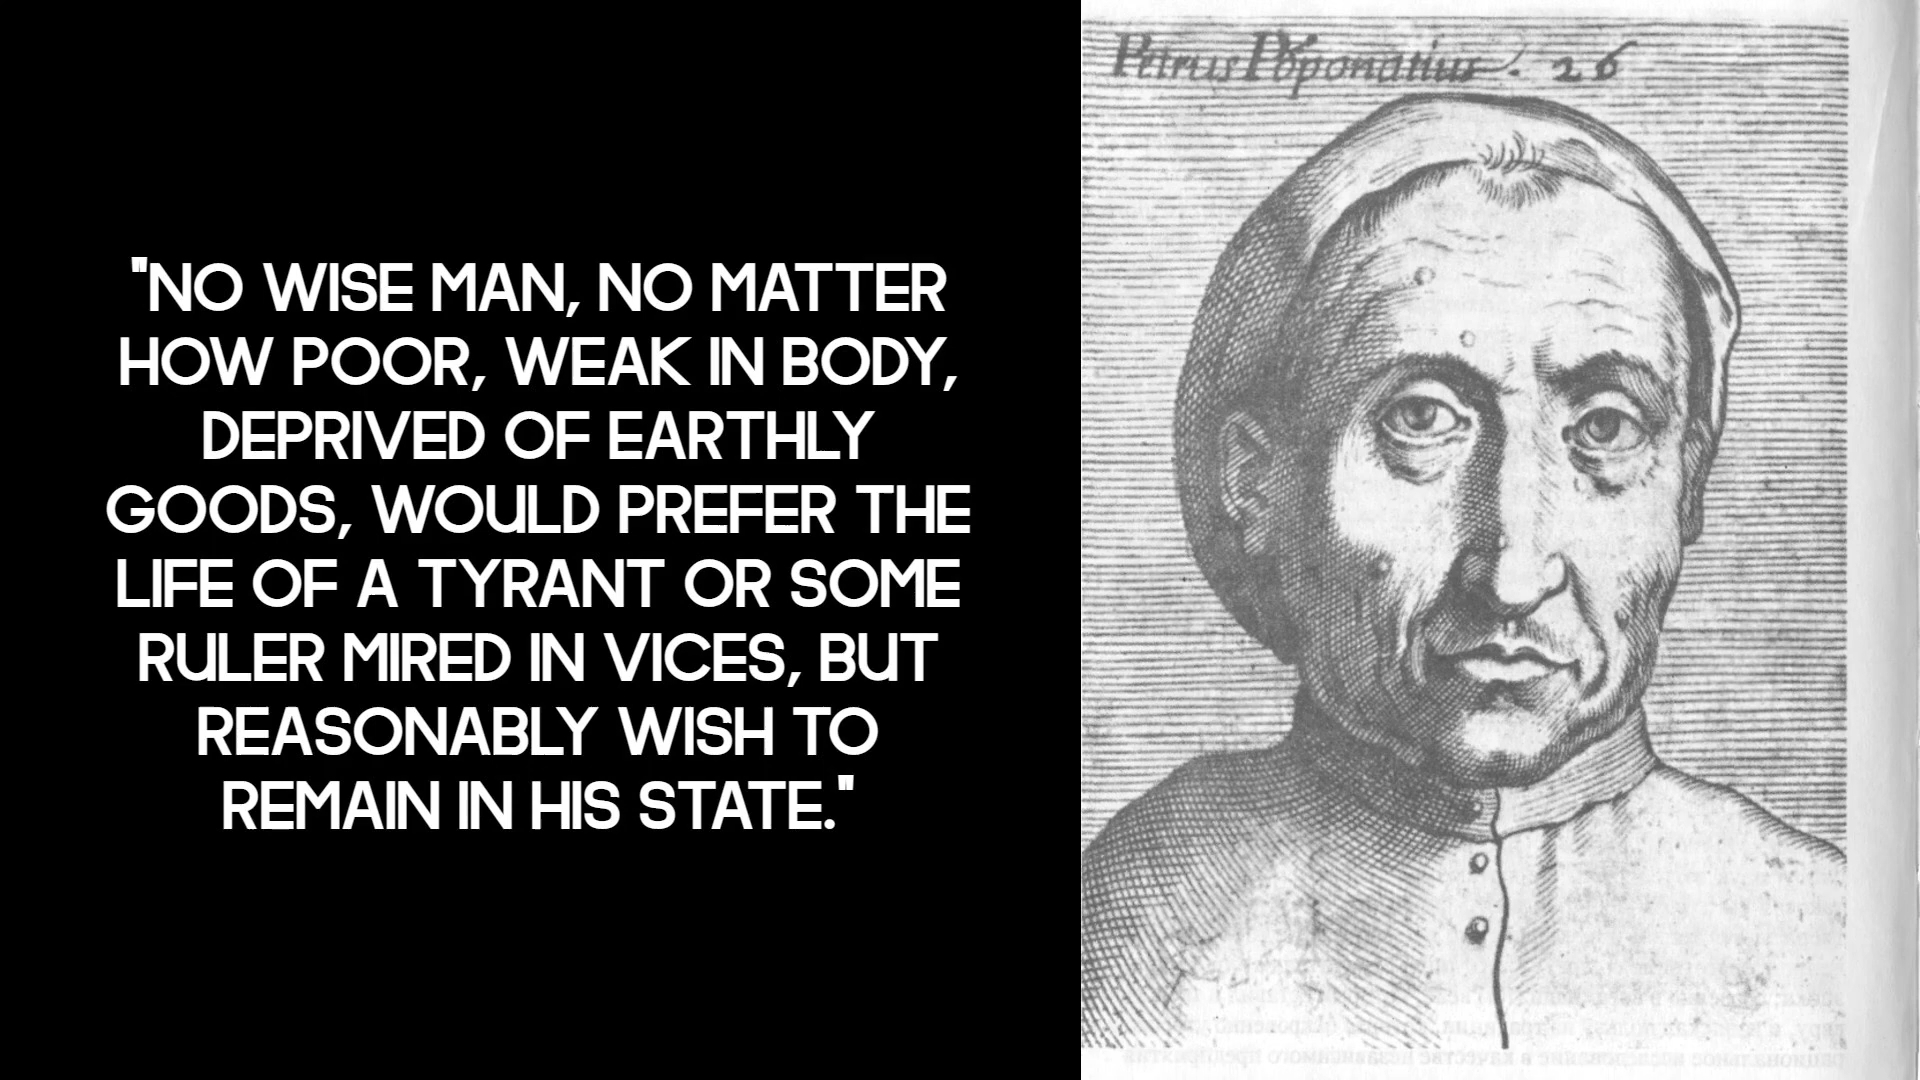 "NO WISE MAN, NO MATTER
HOW POOR, WEAK IN BODY,
DEPRIVED OF EARTHLY
GOODS, WOULD PREFER THE
LIFE OF A TYRANT OR SOME
RULER MIRED IN VICES, BUT
REASONABLY WISH TO
REMAIN IN HIS STATE."
Petrus Pōponatius. 26